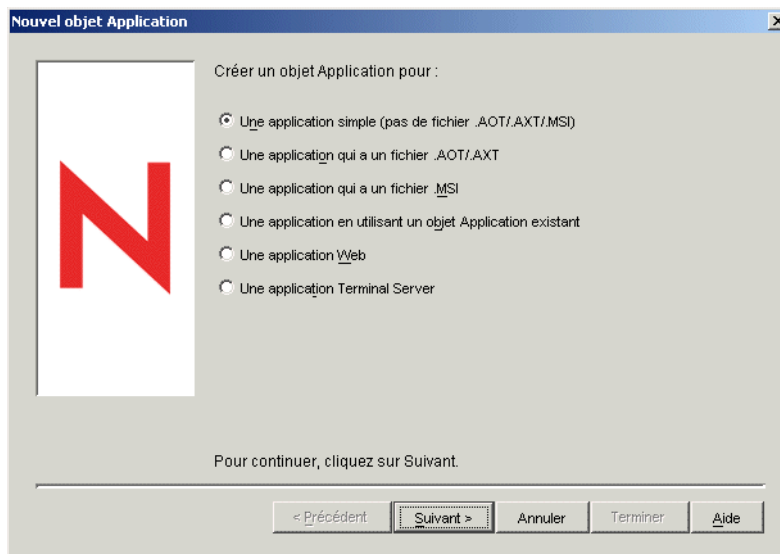 Nouvel objet Application
Créer un objet Application pour :
Une application simple (pas de fichier .AOT/.AXT/.MSI)
Une application qui a un fichier .AOT/.AXT
Une application qui a un fichier .MSI
Une application en utilisant un objet Application existant
Une application Web
Une application Terminal Server
Pour continuer, cliquez sur Suivant.
< Précédent Suivant > Annuler Terminer Aide